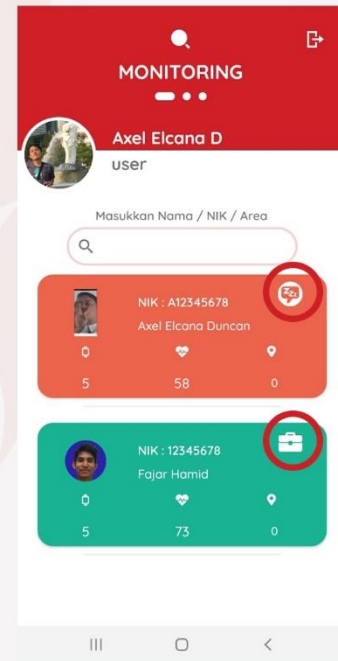 MONITORING
Axel Elcana D
user
Masukkan Nama / NIK / Area
NIK : A12345678
Axel Elcana Duncan
5 58 0
NIK : 12345678
Fajar Hamid
5 73 0